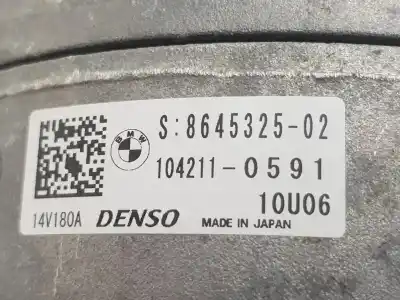 S:8645325-02
BMW
104211-0591
10U06
14V180A DENSO MADE IN JAPAN